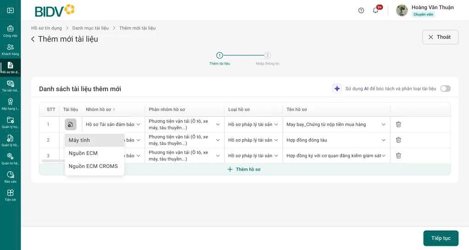 BIDV
9+
Hoàng Văn Thuận
Chuyên viên
Hồ sơ tín dụng > Danh mục tài liệu > Thêm mới tài liệu
Thêm mới tài liệu
Thoát
1
2
Thêm tài liệu
Nhập thông tin
Danh sách tài liệu thêm mới
Sử dụng AI để bóc tách và phân loại tài liệu
STT Tài liệu Nhóm hồ sơ Phân nhóm hồ sơ Loại hồ sơ Tên hồ sơ
1 Hồ sơ Tài sản đảm bảo Phương tiện vận tải (Ô tô, xe máy, tàu thuyền...) Hồ sơ pháp lý tài sản May bay_Chứng từ nộp tiền mua hàng
2 Phương tiện vận tải (Ô tô, xe máy, tàu thuyền...) Hồ sơ pháp lý tài sản Hợp đồng đóng tàu
3 Phương tiện vận tải (Ô tô, xe máy, tàu thuyền...) Hồ sơ pháp lý tài sản Hợp đồng ký với cơ quan đăng kiểm giám sát
Máy tính
Nguồn ECM
Nguồn ECM CROMS
Thêm hồ sơ
Tiếp tục